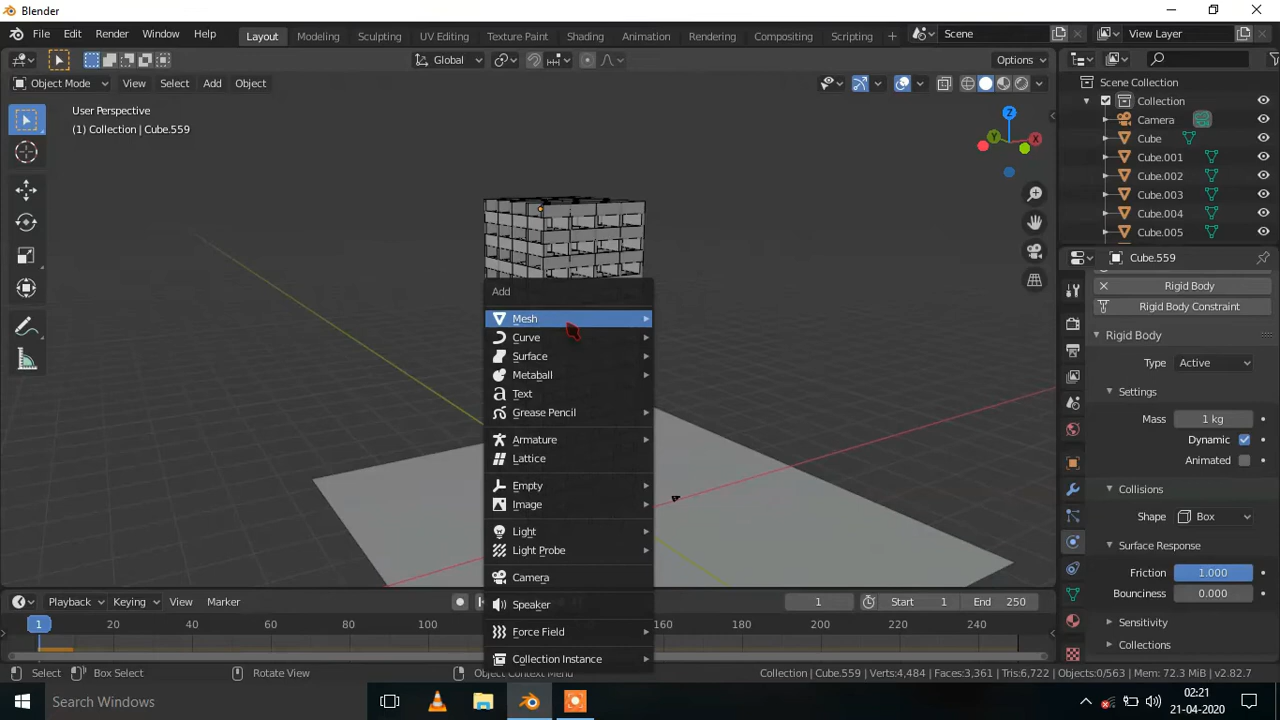 Blender
File Edit Render Window Help Layout Modeling Sculpting UV Editing Texture Paint Shading Animation Rendering Compositing Scripting + Scene View Layer
Global Options
Object Mode View Select Add Object
User Perspective
(1) Collection | Cube.559
Z
Y
X
Scene Collection
Collection
Camera
Cube
Cube.001
Cube.002
Cube.003
Cube.004
Cube.005
Cube.559
Rigid Body
Rigid Body Constraint
Rigid Body
Type Active
Settings
Mass 1 kg
Dynamic
Animated
Collisions
Shape Box
Surface Response
Friction 1.000
Bounciness 0.000
Sensitivity
Collections
Add
Mesh
Curve
Surface
Metaball
Text
Grease Pencil
Armature
Lattice
Empty
Image
Light
Light Probe
Camera
Speaker
Force Field
Collection Instance
Playback Keying View Marker 1 Start 1 End 250
1 20 40 60 80 100 160 180 200 220 240
Select Box Select Rotate View Object Context Menu Collection | Cube.559 | Verts:4,484 | Faces:3,361 | Tris:6,722 | Objects:0/563 | Mem: 72.3 MiB | v2.82.7
Search Windows
02:21
21-04-2020